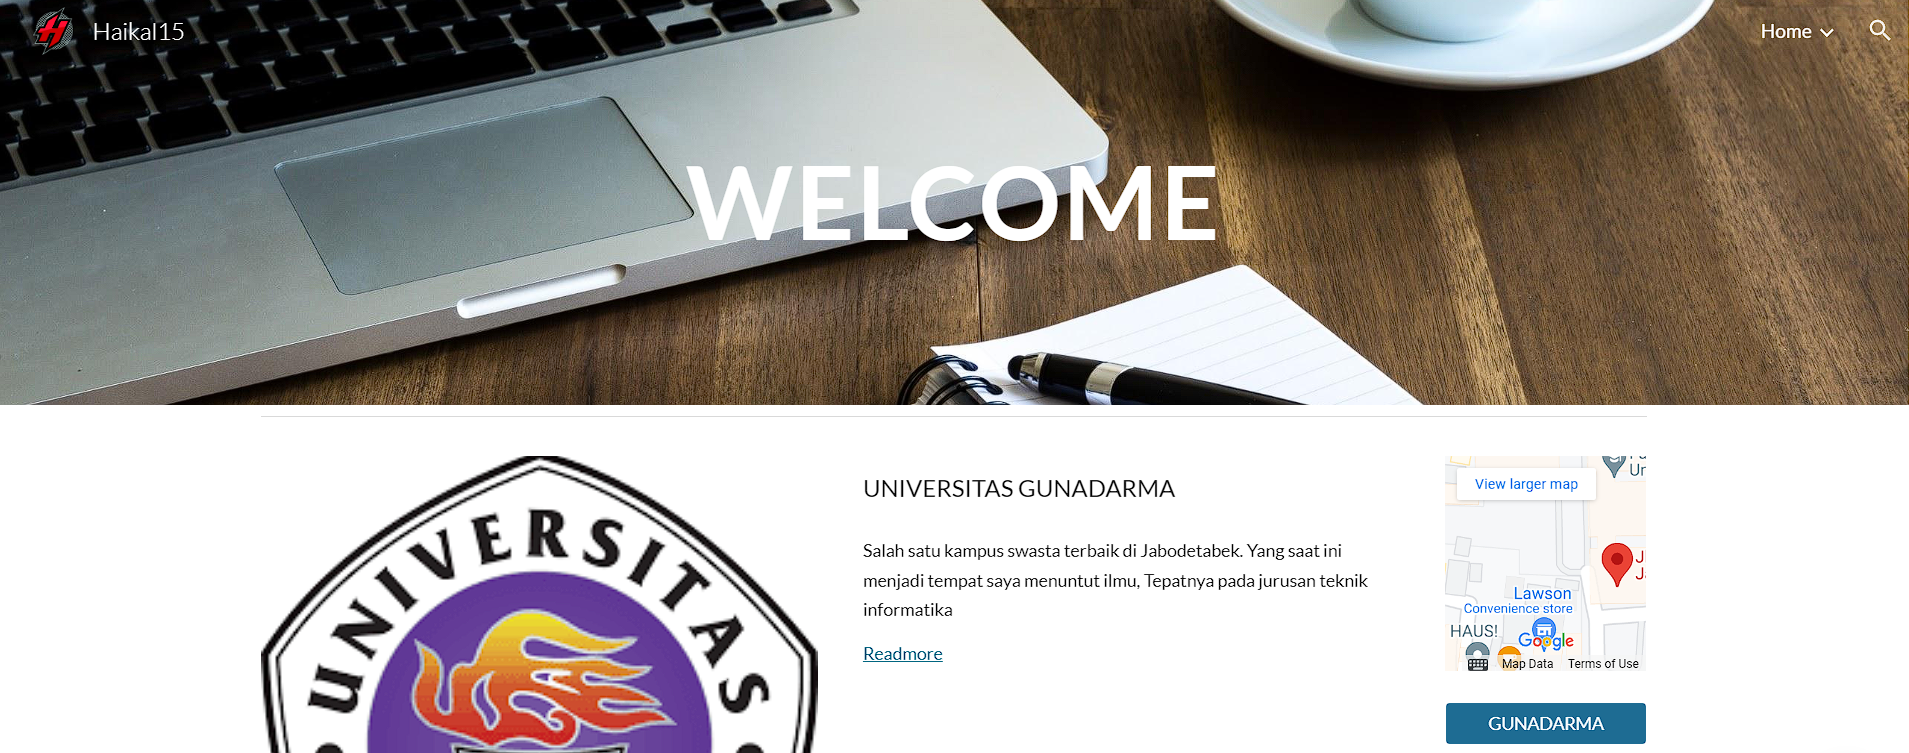 Haikal15
Home
WELCOME
UNIVERSITAS
UNIVERSITAS GUNADARMA
Salah satu kampus swasta terbaik di Jabodetabek. Yang saat ini
menjadi tempat saya menuntut ilmu, Tepatnya pada jurusan teknik
informatika
Readmore
View larger map
Lawson
Convenience store
HAUS!
Google
Map Data
Terms of Use
GUNADARMA